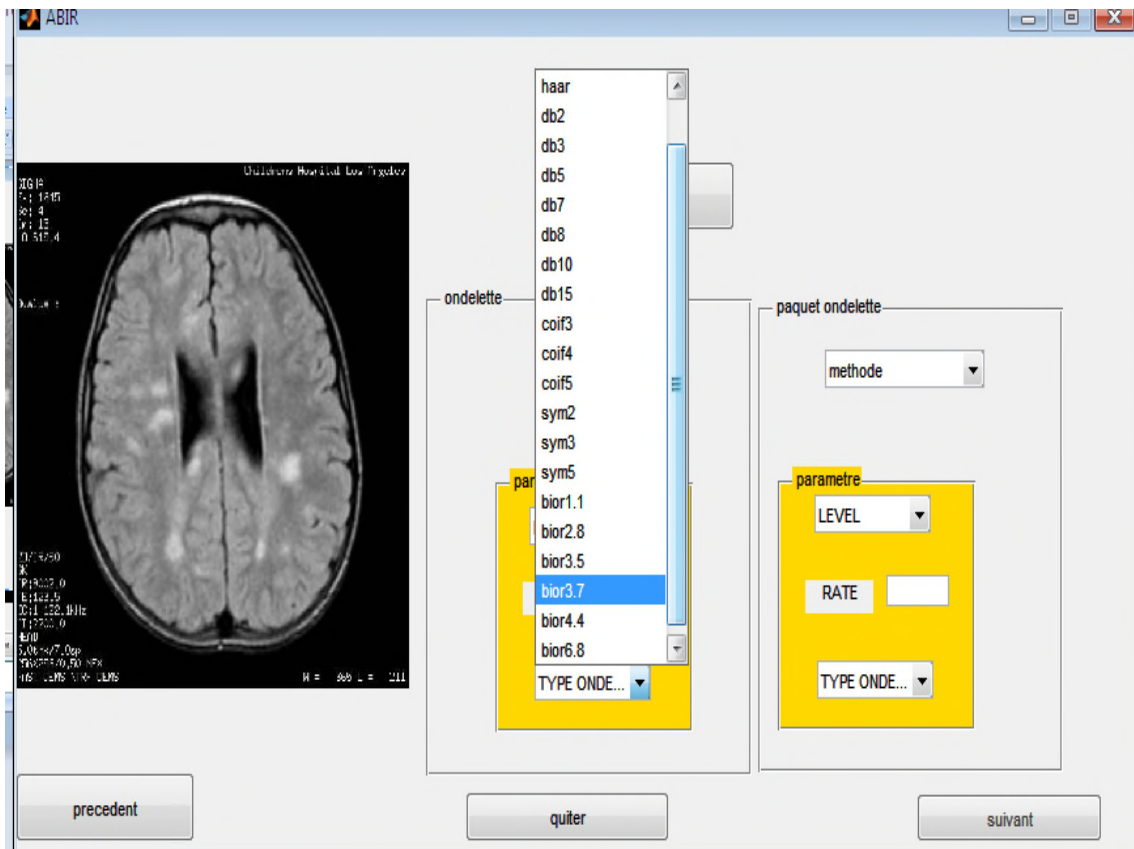 ABIR
Childrens Hospital Los Angeles
haar
db2
db3
db5
db7
db8
db10
db15
coif3
coif4
coif5
sym2
sym3
sym5
bior1.1
bior2.8
bior3.5
bior3.7
bior4.4
bior6.8
ondelette
par
TYPE ONDE...
paquet ondelette
methode
parametre
LEVEL
RATE
TYPE ONDE...
precedent
quiter
suivant